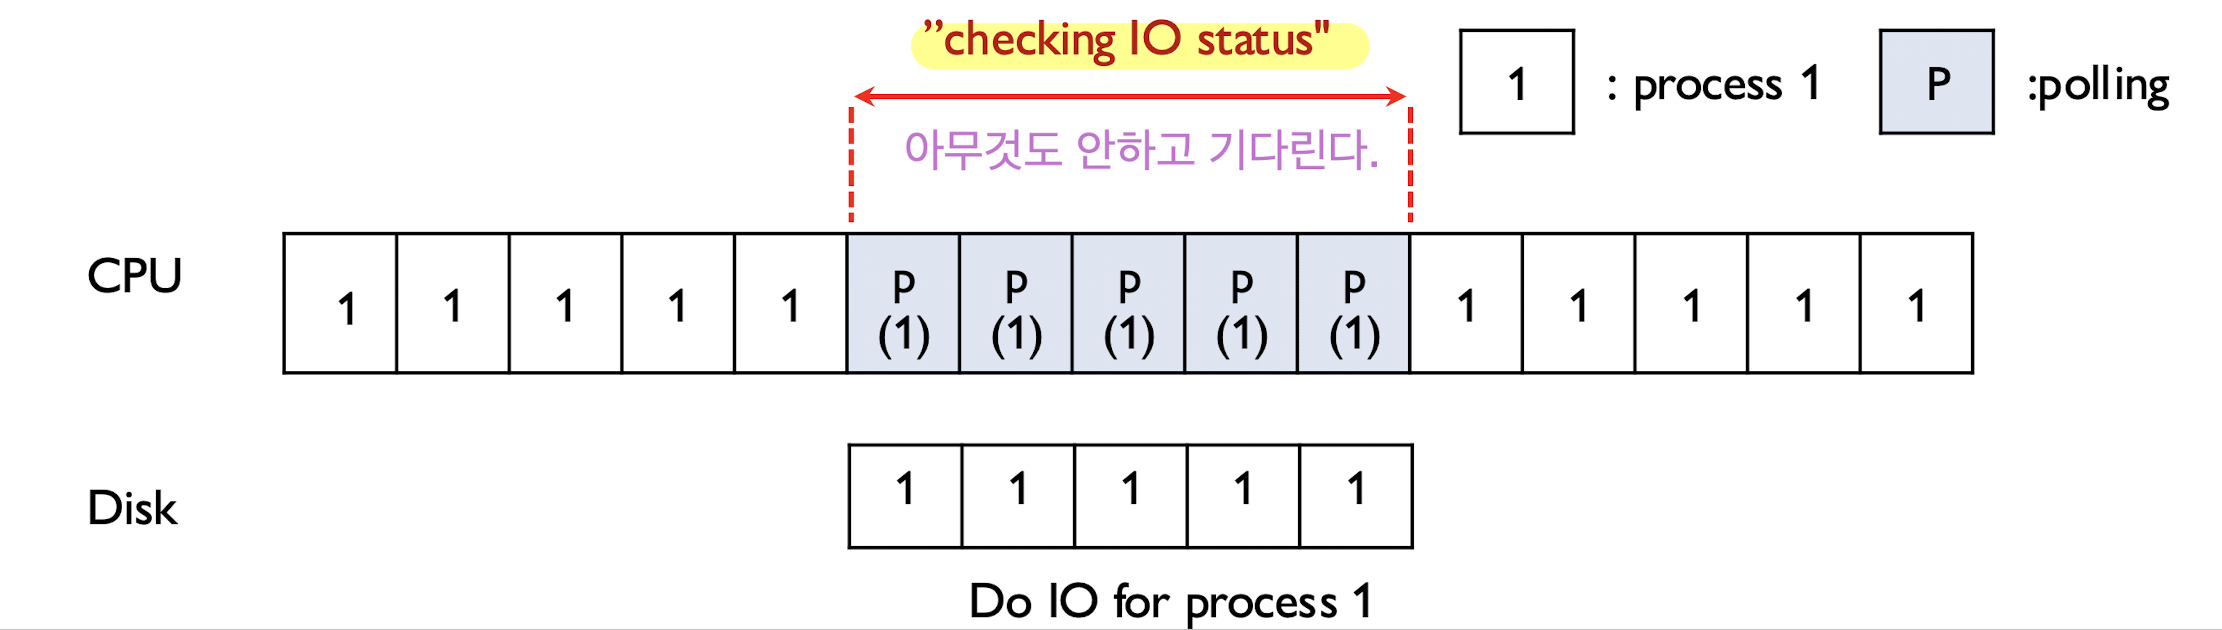 ”checking IO status"
1 : process 1 P :polling
아무것도 안하고 기다린다.
CPU 1 1 1 1 1 P (1) P (1) P (1) P (1) P (1) 1 1 1 1 1
Disk 1 1 1 1 1
Do IO for process 1